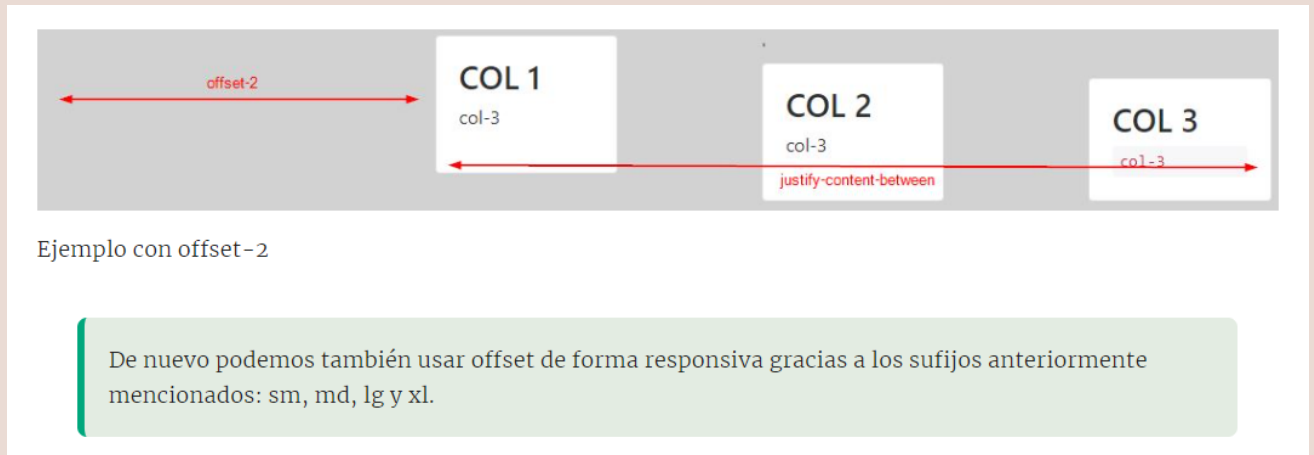 offset-2
COL 1
col-3
COL 2
col-3
COL 3
col-3
justify-content-between
Ejemplo con offset-2
De nuevo podemos también usar offset de forma responsiva gracias a los sufijos anteriormente
mencionados: sm, md, lg y xl.